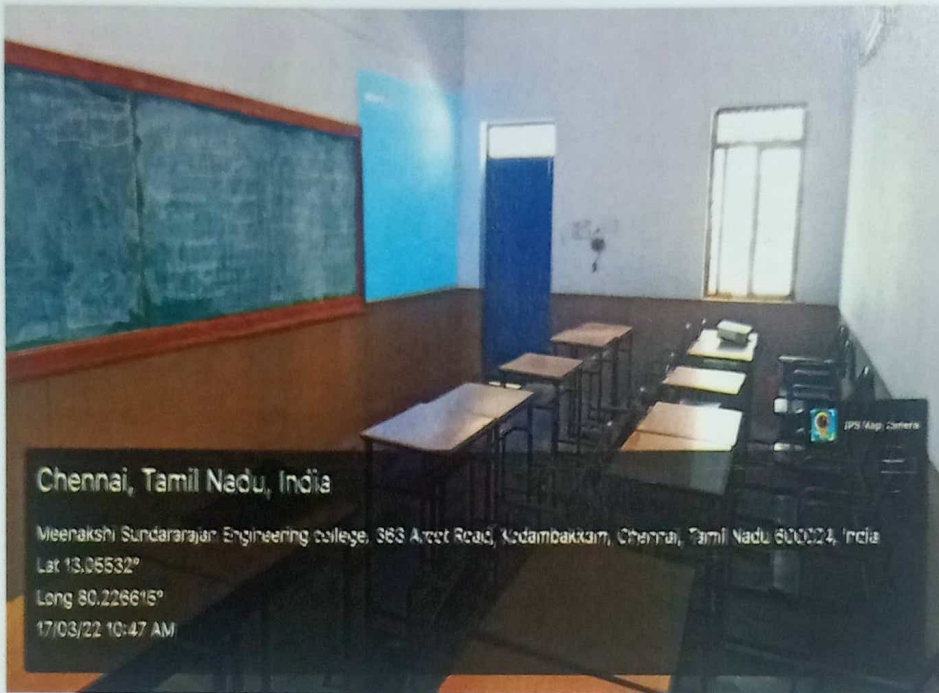 GPS Map Camera
Chennai, Tamil Nadu, India
Meenakshi Sundararajan Engineering college, 363 Arcot Road, Kodambakkam, Chennai, Tamil Nadu 600024, India
Lat 13.05532°
Long 80.226615°
17/03/22 10:47 AM